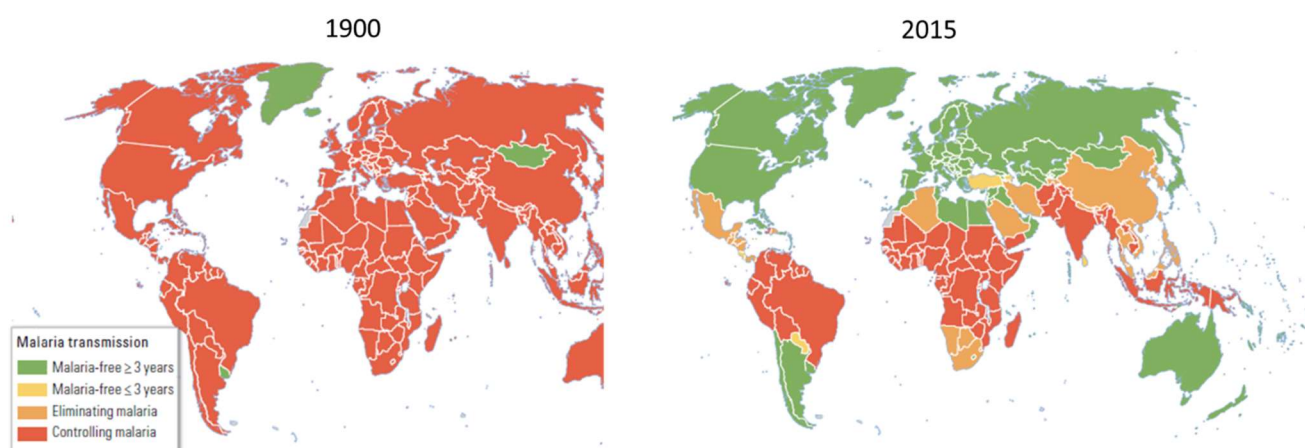 1900
2015
Malaria transmission
Malaria-free ≥ 3 years
Malaria-free ≤ 3 years
Eliminating malaria
Controlling malaria